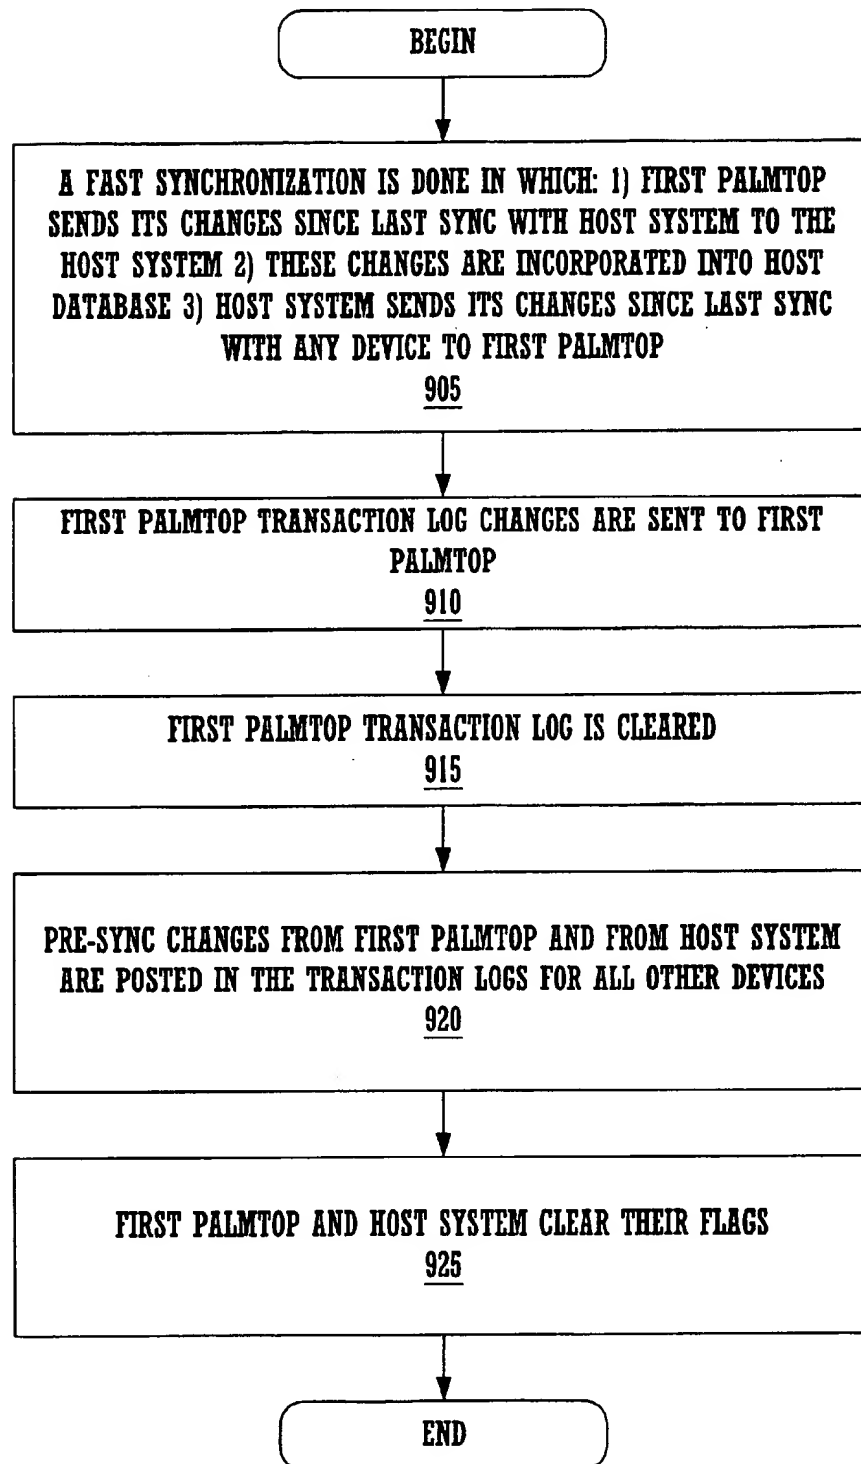 BEGIN
A FAST SYNCHRONIZATION IS DONE IN WHICH: 1) FIRST PALMTOP
SENDS ITS CHANGES SINCE LAST SYNC WITH HOST SYSTEM TO THE
HOST SYSTEM 2) THESE CHANGES ARE INCORPORATED INTO HOST
DATABASE 3) HOST SYSTEM SENDS ITS CHANGES SINCE LAST SYNC
WITH ANY DEVICE TO FIRST PALMTOP
905
FIRST PALMTOP TRANSACTION LOG CHANGES ARE SENT TO FIRST
PALMTOP
910
FIRST PALMTOP TRANSACTION LOG IS CLEARED
915
PRE-SYNC CHANGES FROM FIRST PALMTOP AND FROM HOST SYSTEM
ARE POSTED IN THE TRANSACTION LOGS FOR ALL OTHER DEVICES
920
FIRST PALMTOP AND HOST SYSTEM CLEAR THEIR FLAGS
925
END